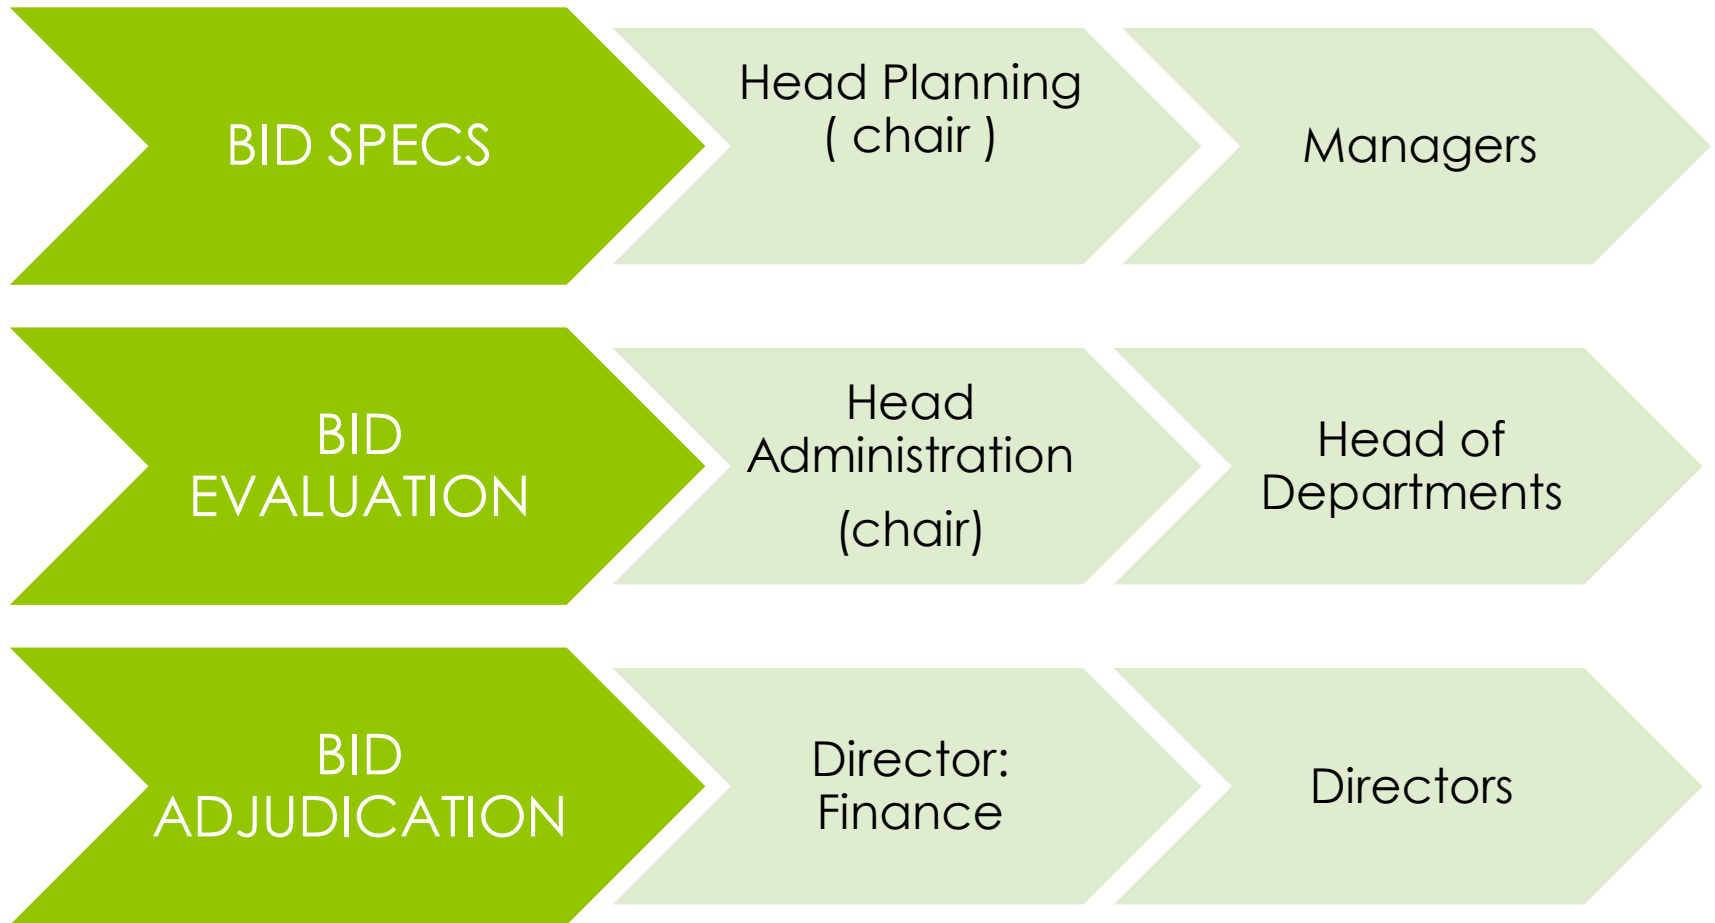 BID SPECS
Head Planning
( chair )
Managers
BID
EVALUATION
Head
Administration
(chair)
Head of
Departments
BID
ADJUDICATION
Director:
Finance
Directors